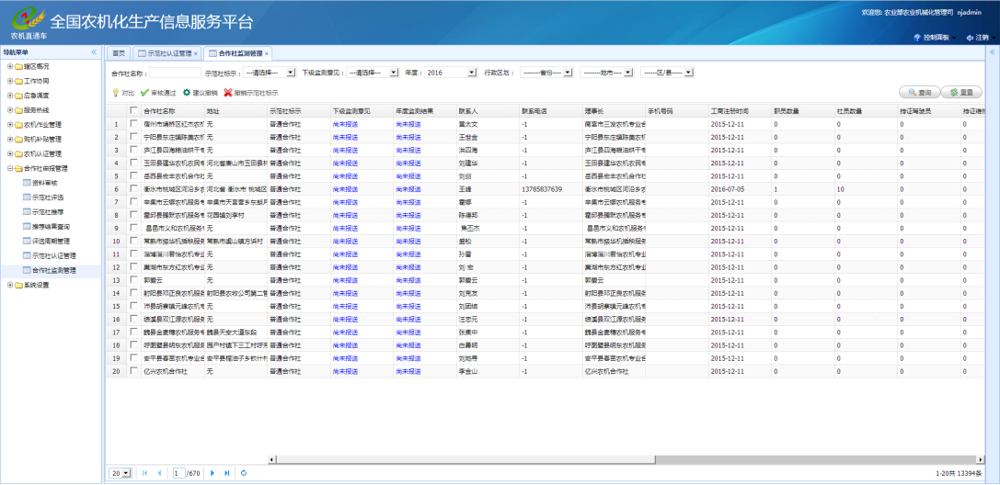 全国农机化生产信息服务平台
农机直通车
欢迎您: 农业部农业机械化管理司 njadmin
控制面板 注销
导航菜单
首页 示范社认证管理 × 合作社监测管理 ×
辖区概况
工作协同
应急调度
服务热线
农机作业管理
购机补贴管理
农机认证管理
合作社申报管理
资料审核
示范社评选
示范社推荐
推荐结果查询
评选周期管理
示范社认证管理
合作社监测管理
系统设置
合作社名称： 示范社标示： ---请选择--- 下级监测意见： ---请选择--- 年度： 2016 行政区划： --------省份---- --------地市---- ------区/县-----
对比 审核通过 建议撤销 撤销示范社标示 查询 重置
合作社名称 地址 示范社标示 下级监测意见 年度监测结果 联系人 联系电话 理事长 手机号码 工商注册时间 职员数量 社员数量 持证驾驶员 持证维修
1 宿州市埇桥区红杰农机 无 普通合作社 尚未报送 尚未报送 黄太文 -1 南宫市三发农机专业合 2015-12-11 0 0 0 0
2 宁阳县东庄镇陈黄农机 无 普通合作社 尚未报送 尚未报送 王世金 -1 宁阳县东庄镇陈黄农机 2015-12-11 0 0 0 0
3 庐江县四海粮油烘干专 无 普通合作社 尚未报送 尚未报送 洪四海 -1 庐江县四海粮油烘干专 2015-12-11 0 0 0 0
4 玉田县建华农机农民专 河北省唐山市玉田县林 普通合作社 尚未报送 尚未报送 刘建华 -1 玉田县建华农机农民专 2015-12-11 0 0 0 0
5 岳西县宏丰农机合作社 无 普通合作社 尚未报送 尚未报送 刘剑 -1 岳西县宏丰农机合作社 2015-12-11 0 0 0 0
6 衡水市桃城区河沿乡农 河北省 衡水市 桃城区 普通合作社 尚未报送 尚未报送 王峰 13785837639 衡水市桃城区河沿乡农 2016-07-05 1 10 0 0
7 辛集市云娜农机服务专 辛集市天宫营乡东朝月 普通合作社 尚未报送 尚未报送 霍娜 -1 辛集市云娜农机服务专 2015-12-11 0 0 0 0
8 霍邱县腾跃农机服务专 花园镇刘李村 普通合作社 尚未报送 尚未报送 陈德邦 -1 霍邱县腾跃农机服务专 2015-12-11 0 0 0 0
9 昌邑市义和农机服务专 无 普通合作社 尚未报送 尚未报送 焦丕杰 -1 昌邑市义和农机服务专 2015-12-11 0 0 0 0
10 常熟市振华机插秧服务 常熟市虞山镇方浜村 普通合作社 尚未报送 尚未报送 盛松 -1 常熟市振华机插秧服务 2015-12-11 0 0 0 0
11 淄博淄川君怡农机专业 无 普通合作社 尚未报送 尚未报送 孙雷 -1 淄博淄川君怡农机专业 2015-12-11 0 0 0 0
12 巢湖市东方红农机专业 无 普通合作社 尚未报送 尚未报送 刘 宏 -1 巢湖市东方红农机专业 2015-12-11 0 0 0 0
13 郭爱云 无 普通合作社 尚未报送 尚未报送 郭爱云 -1 郭爱云 2015-12-11 0 0 0 0
14 射阳县邓正良农机服务 射阳县农牧公司第二管 普通合作社 尚未报送 尚未报送 刘克友 -1 射阳县邓正良农机服务 2015-12-11 0 0 0 0
15 沛县胡寨镇元峰农机专 无 普通合作社 尚未报送 尚未报送 刘团结 -1 沛县胡寨镇元峰农机专 2015-12-11 0 0 0 0
16 绩溪县双江源农机服务 无 普通合作社 尚未报送 尚未报送 汪忠元 -1 绩溪县双江源农机服务 2015-12-11 0 0 0 0
17 魏县金麦穗农机服务专 魏县天安大道东段 普通合作社 尚未报送 尚未报送 张集中 -1 魏县金麦穗农机服务专 2015-12-11 0 0 0 0
18 呼图壁县明东农机服务 园户村镇下三工村呼芳 普通合作社 尚未报送 尚未报送 白晨明 -1 呼图壁县明东农机服务 2015-12-11 0 0 0 0
19 安平县春苗农机专业合 安平县程油子乡钦什村 普通合作社 尚未报送 尚未报送 刘地寻 -1 安平县春苗农机专业合 2015-12-11 0 0 0 0
20 亿兴农机合作社 无 普通合作社 尚未报送 尚未报送 李金山 -1 亿兴农机合作社 2015-12-11 0 0 0 0
20 1 /670 1-20共 13394条